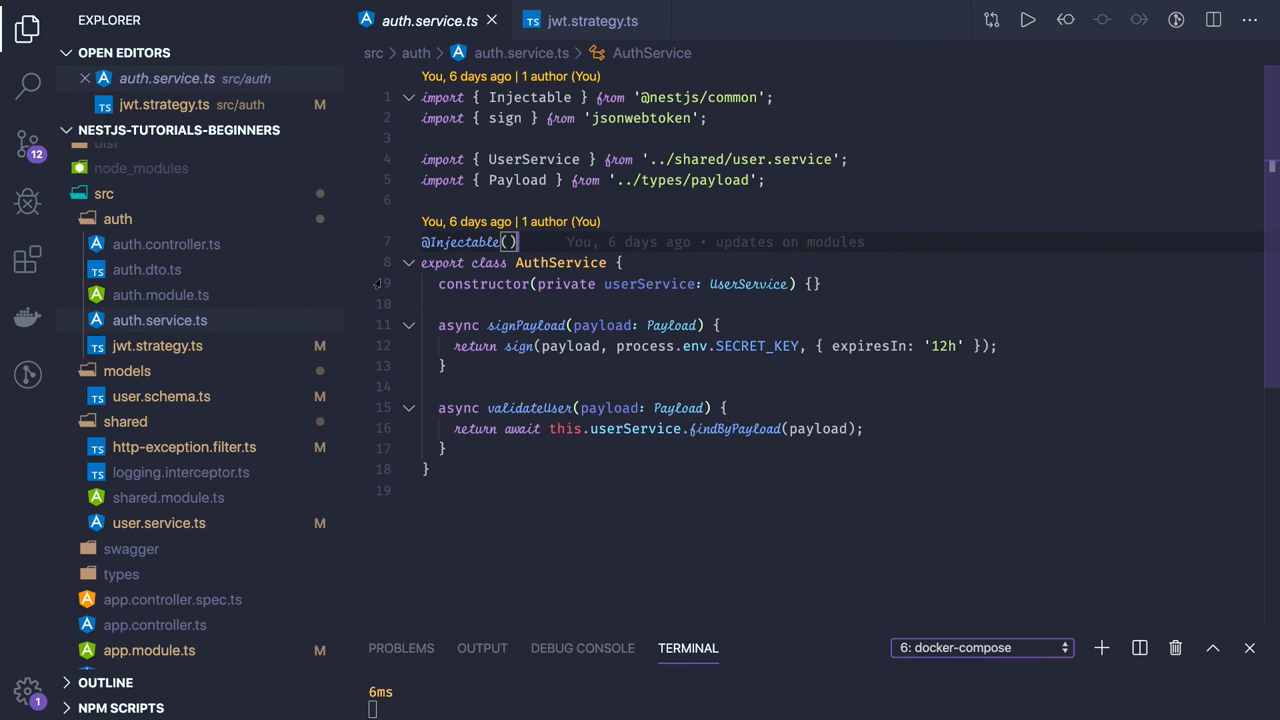 EXPLORER
OPEN EDITORS
auth.service.ts src/auth
TS jwt.strategy.ts src/auth M
NESTJS-TUTORIALS-BEGINNERS
dist
node_modules
src
auth
auth.controller.ts
auth.dto.ts
auth.module.ts
auth.service.ts
TS jwt.strategy.ts M
models
TS user.schema.ts M
shared
TS http-exception.filter.ts M
TS logging.interceptor.ts
shared.module.ts
user.service.ts M
swagger
types
app.controller.spec.ts
app.controller.ts
app.module.ts M
OUTLINE
NPM SCRIPTS
12
1
auth.service.ts
TS jwt.strategy.ts
src > auth > auth.service.ts > AuthService
You, 6 days ago | 1 author (You)
1 import { Injectable } from '@nestjs/common';
2 import { sign } from 'jsonwebtoken';
3
4 import { UserService } from '../shared/user.service';
5 import { Payload } from '../types/payload';
6
You, 6 days ago | 1 author (You)
7 @Injectable() You, 6 days ago • updates on modules
8 export class AuthService {
9 constructor(private userService: UserService) {}
10
11 async signPayload(payload: Payload) {
12 return sign(payload, process.env.SECRET_KEY, { expiresIn: '12h' });
13 }
14
15 async validateUser(payload: Payload) {
16 return await this.userService.findByPayload(payload);
17 }
18 }
19
PROBLEMS OUTPUT DEBUG CONSOLE TERMINAL 6: docker-compose
6ms